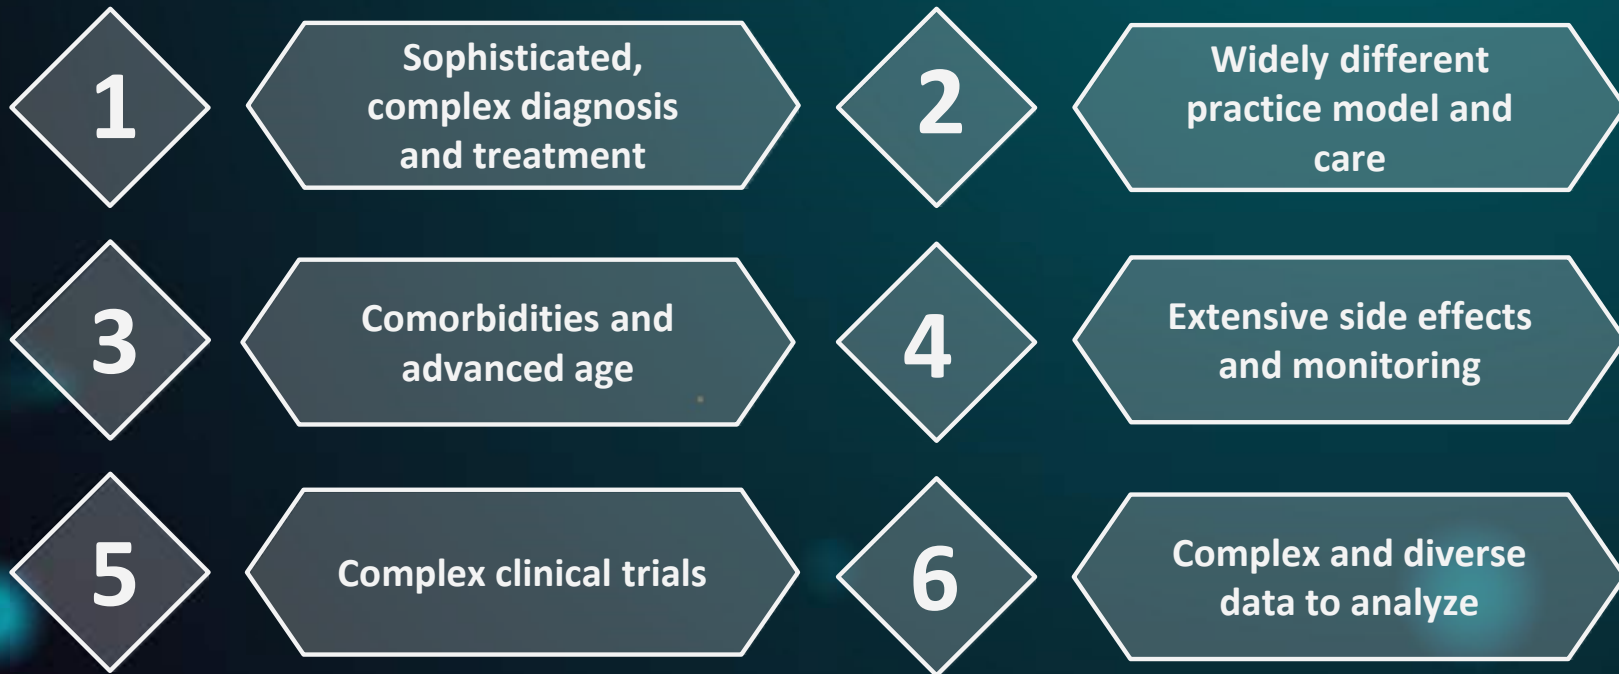 1
Sophisticated,
complex diagnosis
and treatment
2
Widely different
practice model and
care
3
Comorbidities and
advanced age
4
Extensive side effects
and monitoring
5
Complex clinical trials
6
Complex and diverse
data to analyze